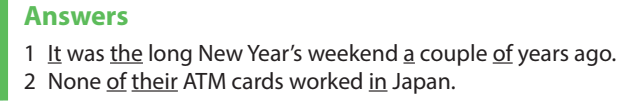 Answers
1 It was the long New Year’s weekend a couple of years ago.
2 None of their ATM cards worked in Japan.